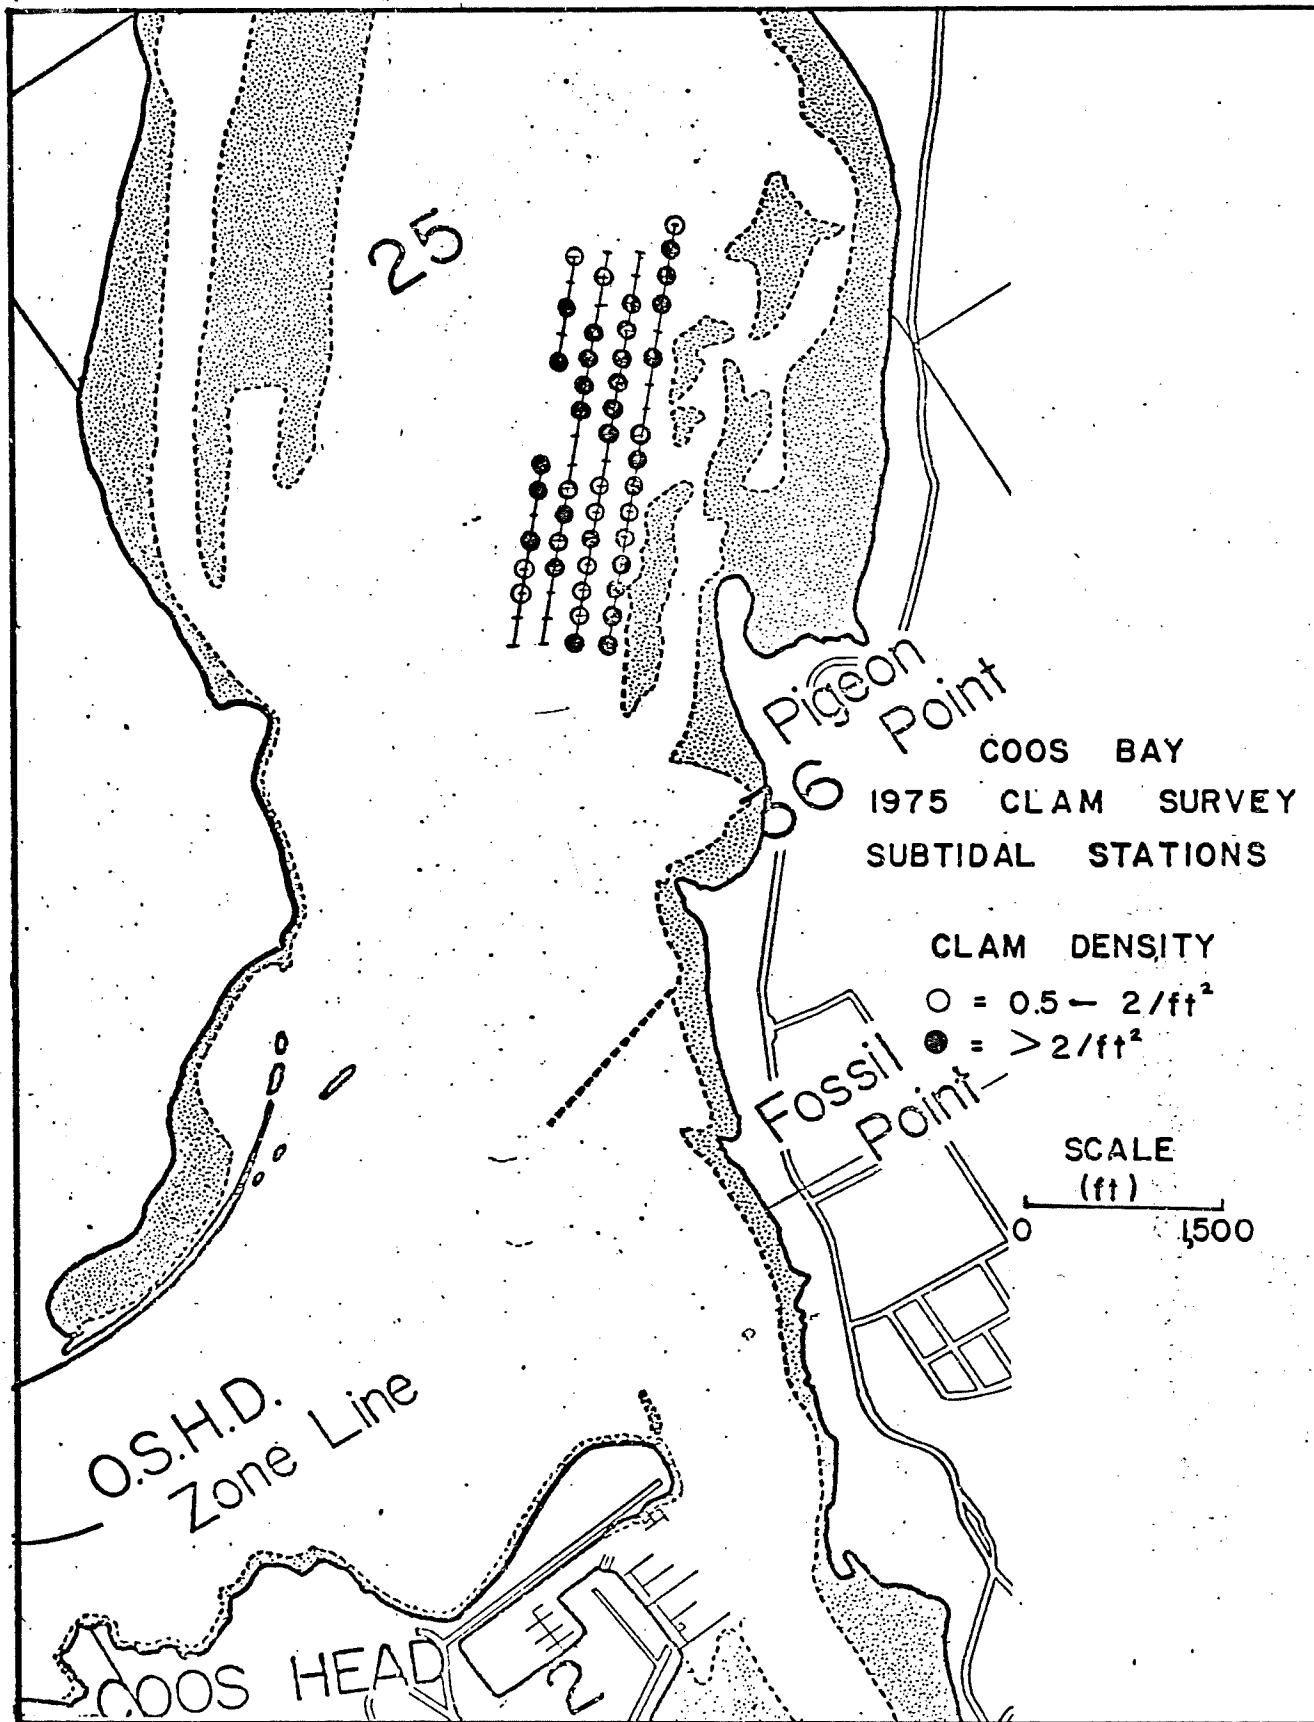 25
Pigeon
Point
6
COOS BAY
1975 CLAM SURVEY
SUBTIDAL STATIONS
CLAM DENSITY
○ = 0.5 – 2/ft²
● = >2/ft²
Fossil
Point
SCALE
(ft)
0 1,500
O.S.H.D.
Zone Line
COOS HEAD
2